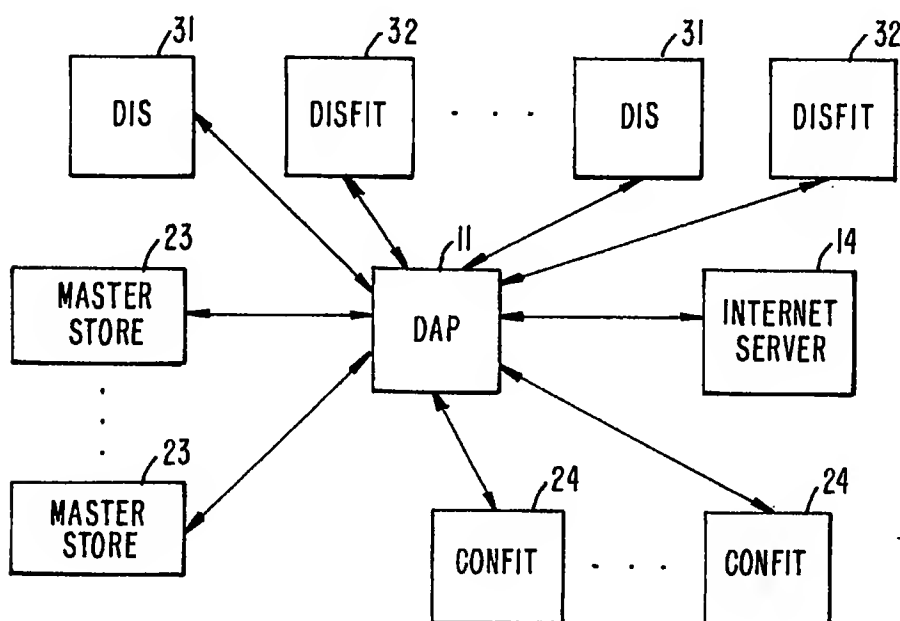 31
32
31
32
DIS
DISFIT
DIS
DISFIT
23
11
14
MASTER
STORE
DAP
INTERNET
SERVER
23
24
24
MASTER
STORE
CONFIT
CONFIT